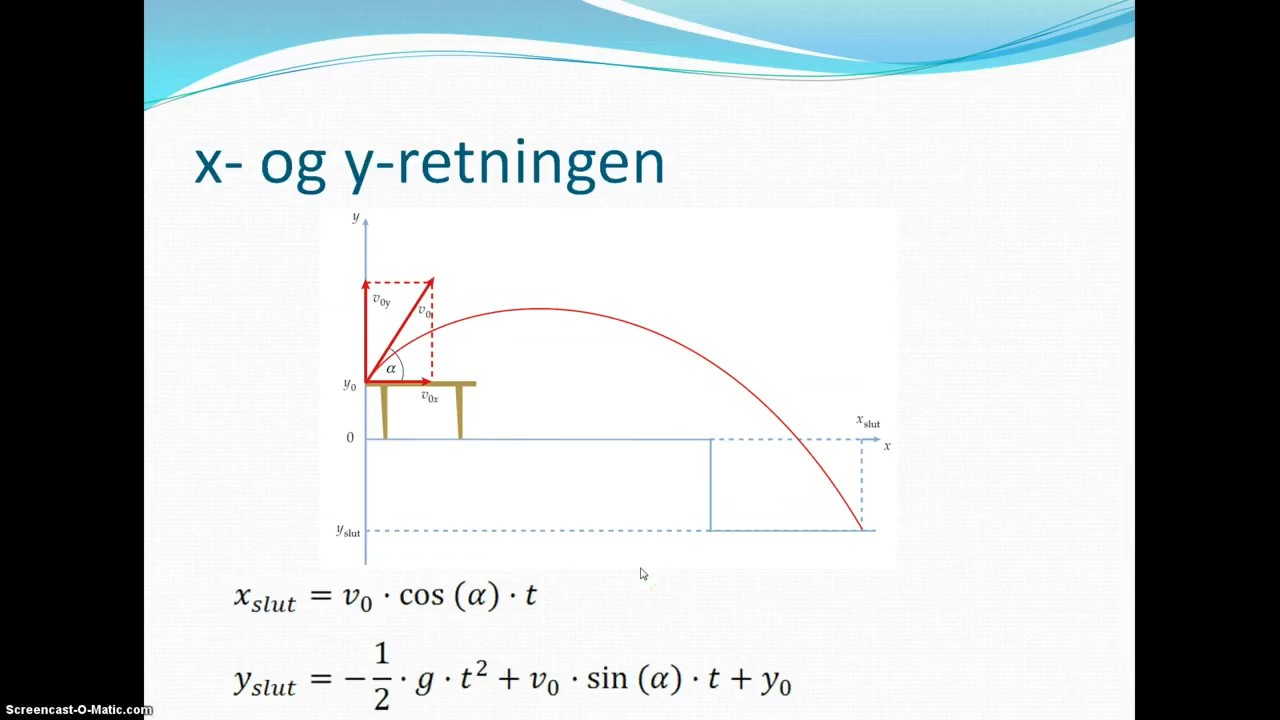 x- og y-retningen
y
v₀y
v₀
α
y₀
v₀x
0
x_slut
x
y_slut
x_slut = v₀ · cos (α) · t
y_slut = −1/2 · g · t² + v₀ · sin (α) · t + y₀
Screencast-O-Matic.com